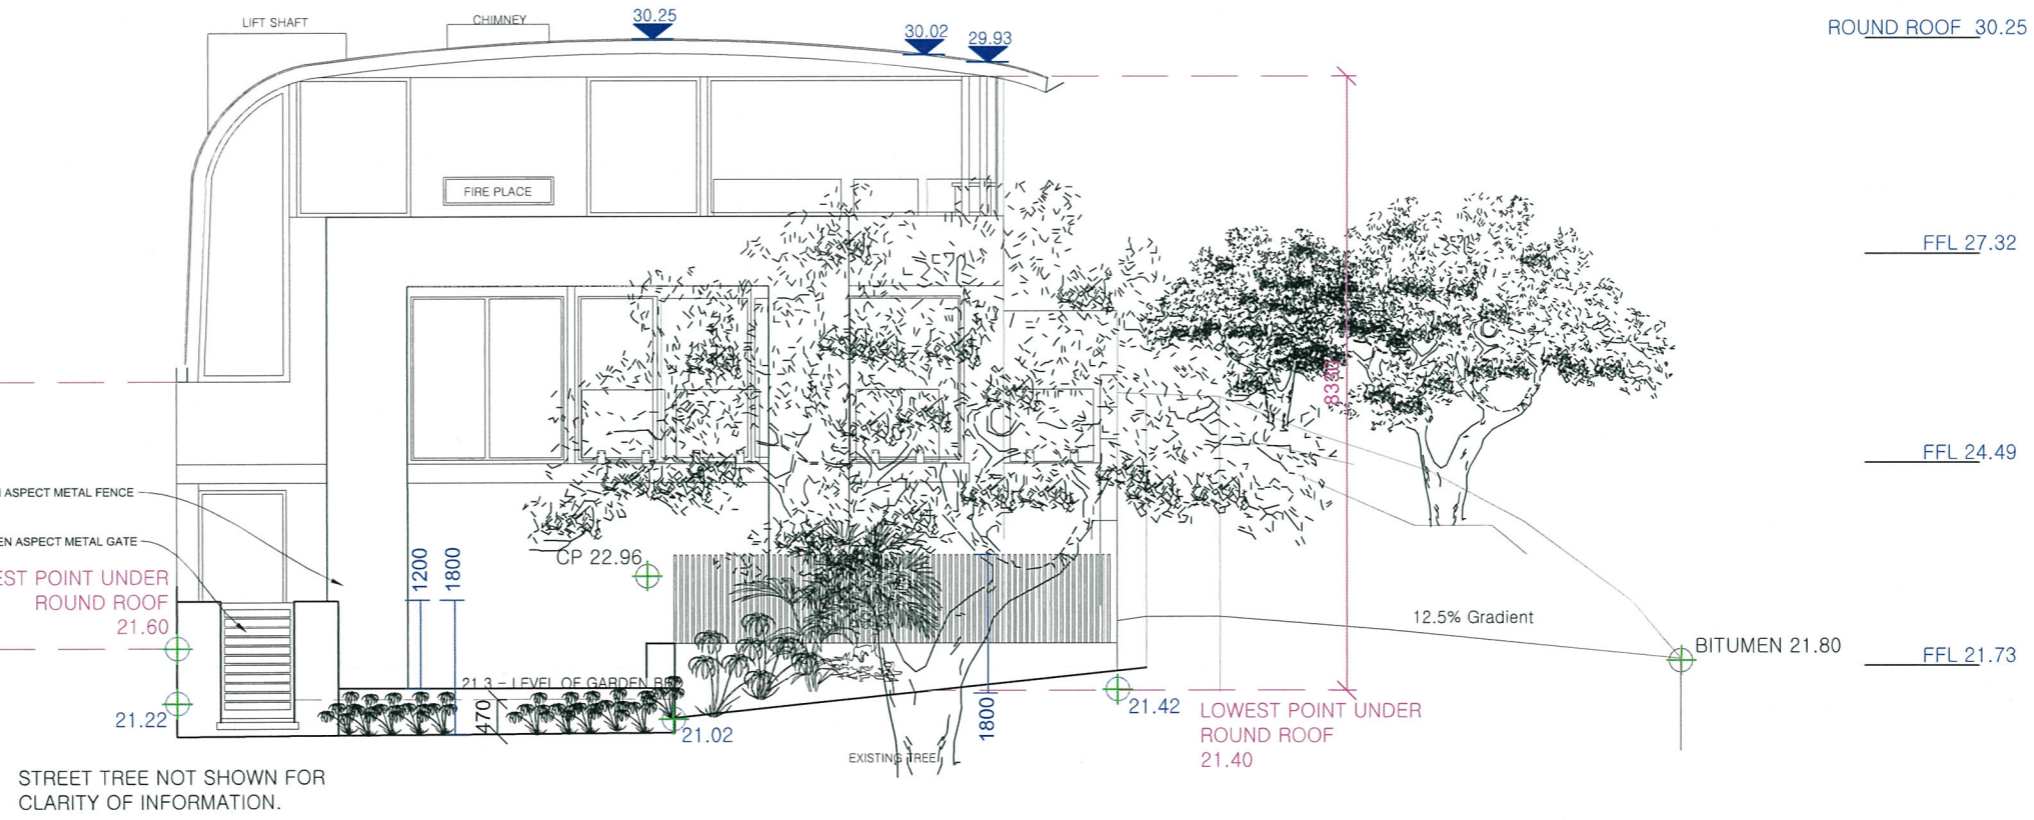 LIFT SHAFT
CHIMNEY
30.25
30.02
29.93
ROUND ROOF 30.25
FIRE PLACE
FFL 27.32
8330
FFL 24.49
ASPECT METAL FENCE
EN ASPECT METAL GATE
CP 22.96
1200
1800
EST POINT UNDER
ROUND ROOF
21.60
12.5% Gradient
BITUMEN 21.80
FFL 21.73
21.3 - LEVEL OF GARDEN B
470
21.22
21.02
1800
21.42
LOWEST POINT UNDER
ROUND ROOF
21.40
EXISTING TREE
STREET TREE NOT SHOWN FOR
CLARITY OF INFORMATION.